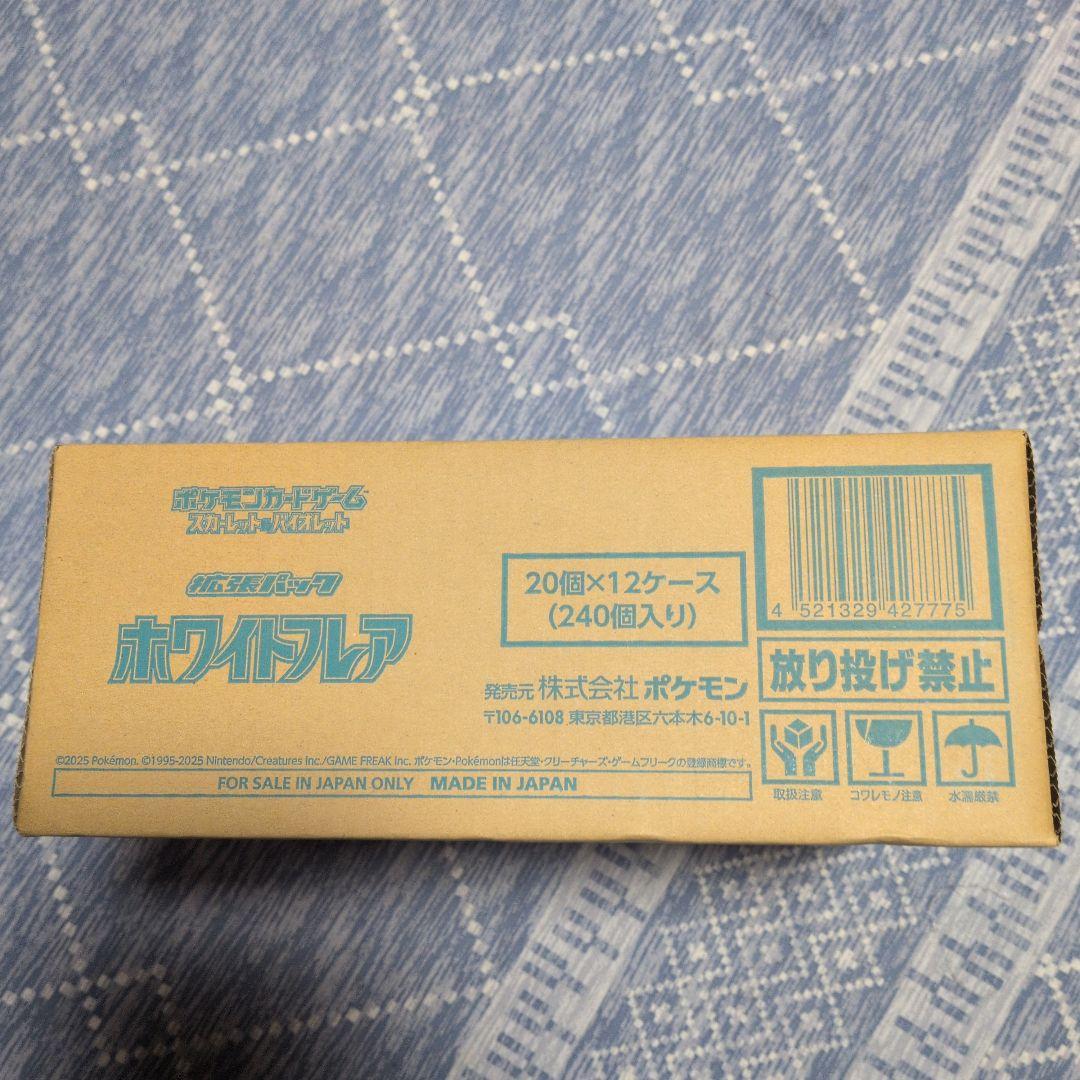 ポケモンカードゲーム
スカーレット&バイオレット
拡張パック
ホワイトフレア
20個×12ケース
(240個入り)
発売元 株式会社 ポケモン
〒106-6108 東京都港区六本木6-10-1
4 521329 427775
放り投げ禁止
取扱注意 コワレモノ注意 水濡厳禁
©2025 Pokémon. ©1995-2025 Nintendo/Creatures Inc./GAME FREAK Inc. ポケモン・Pokémonは任天堂・クリーチャーズ・ゲームフリークの登録商標です。
FOR SALE IN JAPAN ONLY MADE IN JAPAN